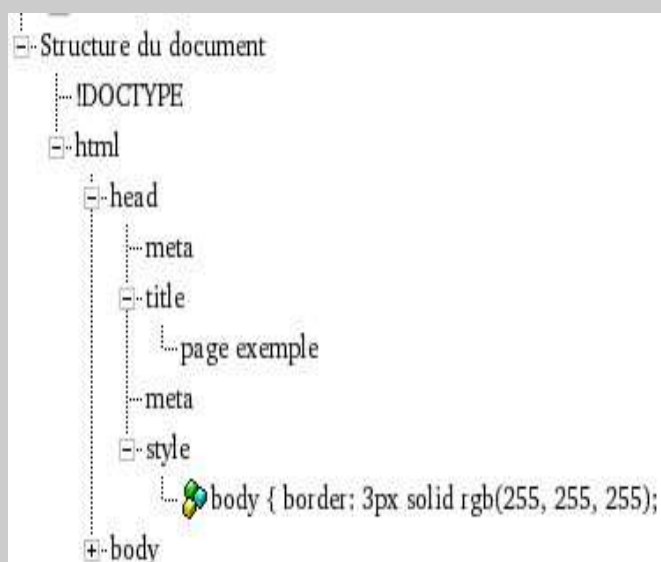 Structure du document
!DOCTYPE
html
head
meta
title
page exemple
meta
style
body { border: 3px solid rgb(255, 255, 255);
body